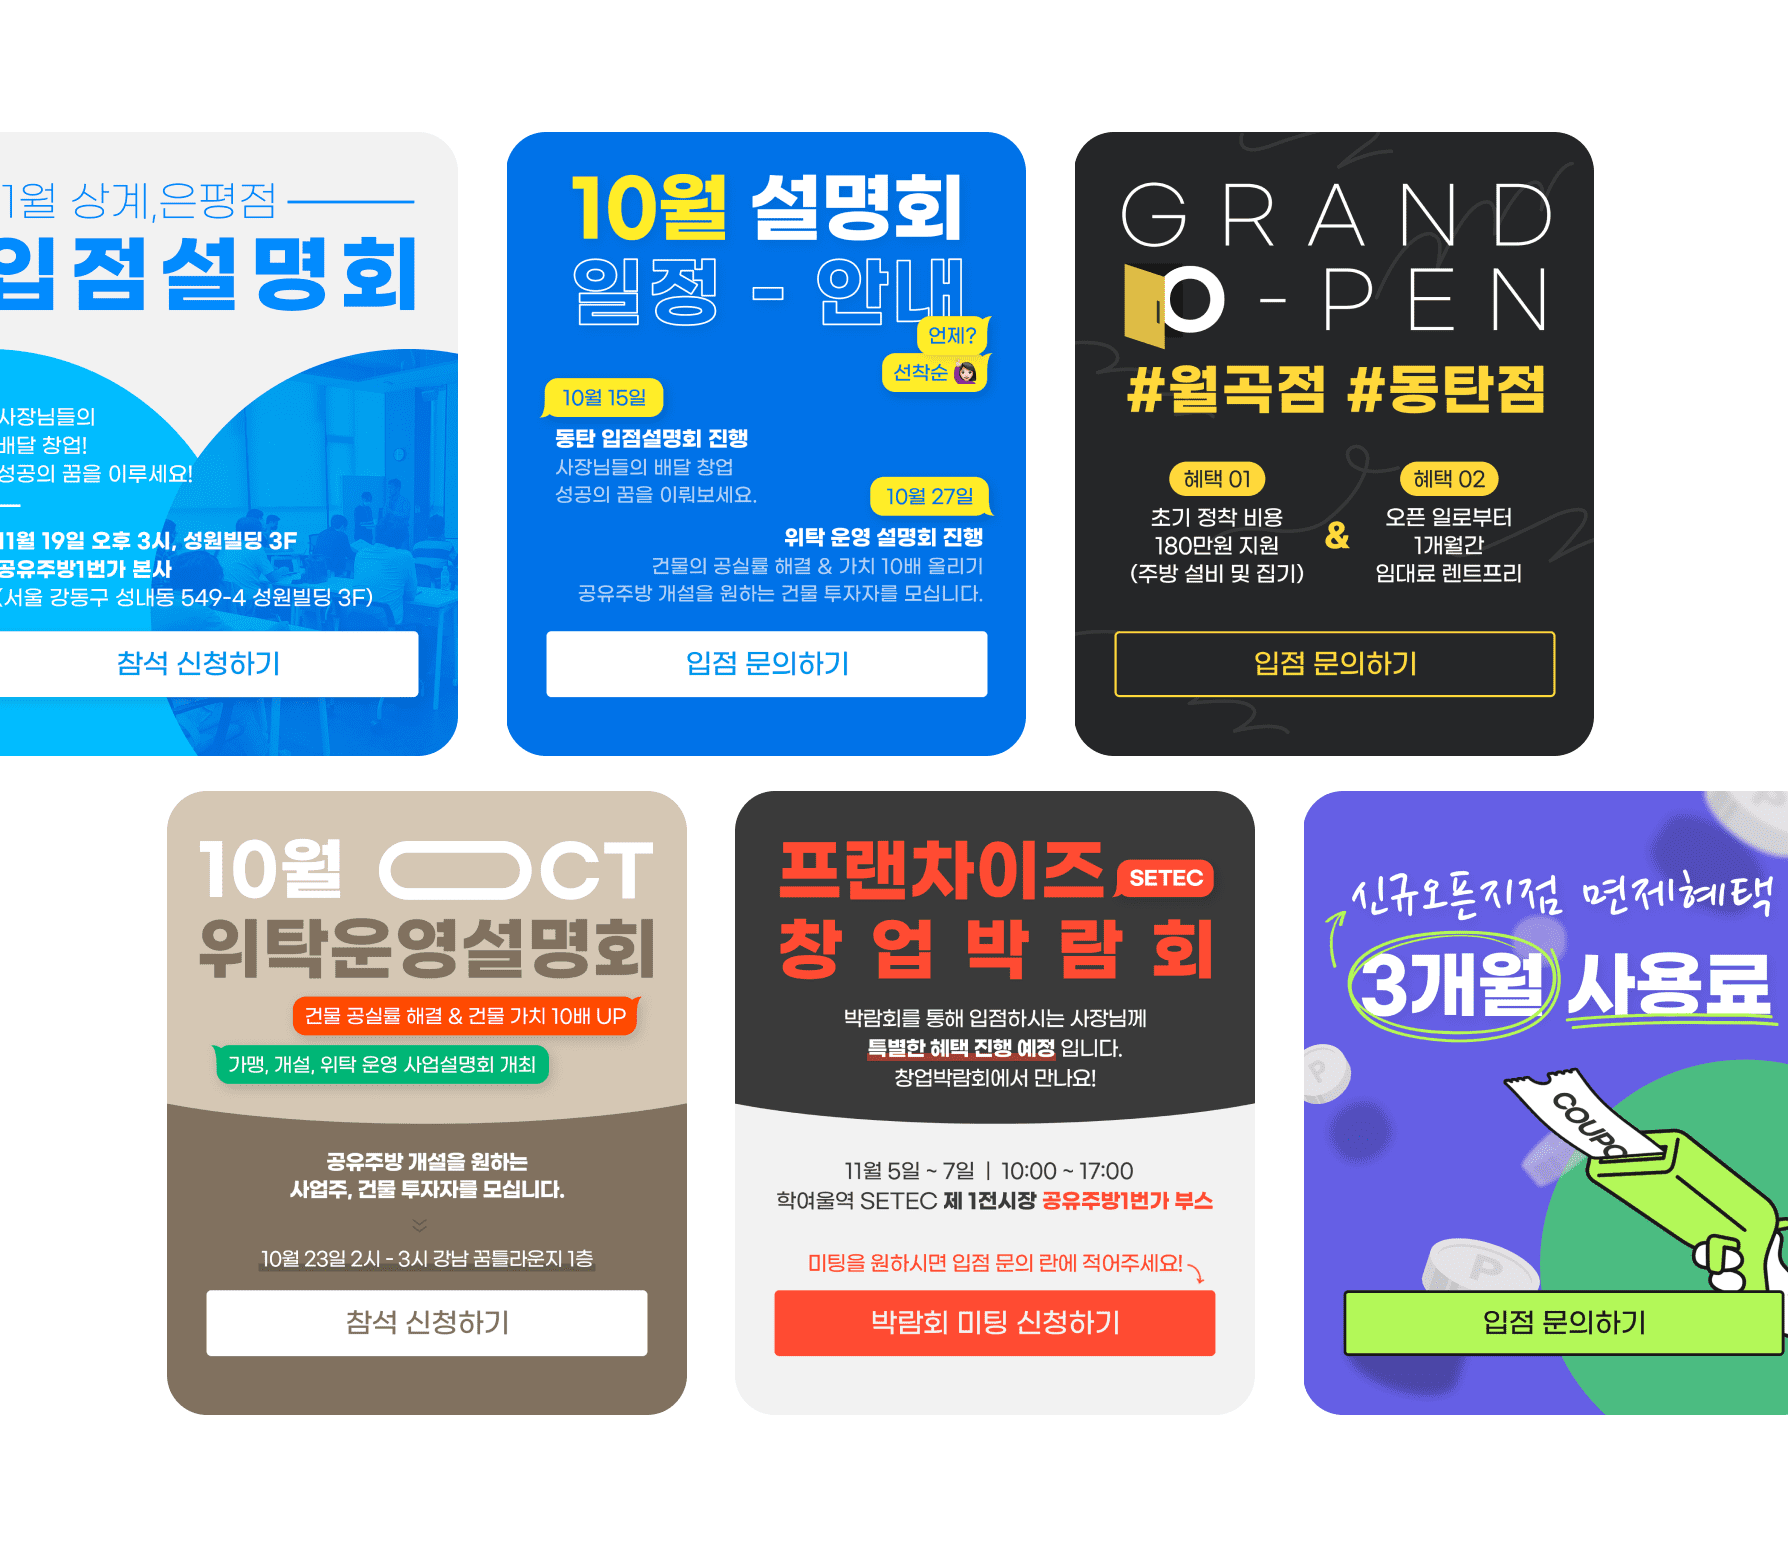 1월 상계,은평점
입점설명회
사장님들의
배달 창업!
성공의 꿈을 이루세요!
11월 19일 오후 3시, 성원빌딩 3F
공유주방1번가 본사
(서울 강동구 성내동 549-4 성원빌딩 3F)
참석 신청하기
10월 설명회
일정 - 안내
언제?
선착순
10월 15일
동탄 입점설명회 진행
사장님들의 배달 창업
성공의 꿈을 이뤄보세요.
10월 27일
위탁 운영 설명회 진행
건물의 공실률 해결 & 가치 10배 올리기
공유주방 개설을 원하는 건물 투자자를 모십니다.
입점 문의하기
GRAND
O-PEN
#월곡점 #동탄점
혜택 01
초기 정착 비용
180만원 지원
(주방 설비 및 집기)
&
혜택 02
오픈 일로부터
1개월간
임대료 렌트프리
입점 문의하기
10월 OCT
위탁운영설명회
건물 공실률 해결 & 건물 가치 10배 UP
가맹, 개설, 위탁 운영 사업설명회 개최
공유주방 개설을 원하는
사업주, 건물 투자자를 모십니다.
10월 23일 2시 - 3시 강남 꿈틀라운지 1층
참석 신청하기
프랜차이즈 SETEC
창업박람회
박람회를 통해 입점하시는 사장님께
특별한 혜택 진행 예정 입니다.
창업박람회에서 만나요!
11월 5일 ~ 7일 | 10:00 ~ 17:00
학여울역 SETEC 제 1전시장 공유주방1번가 부스
미팅을 원하시면 입점 문의 란에 적어주세요!
박람회 미팅 신청하기
신규오픈지점 면제혜택
3개월 사용료
P
P
COUPO
P
입점 문의하기